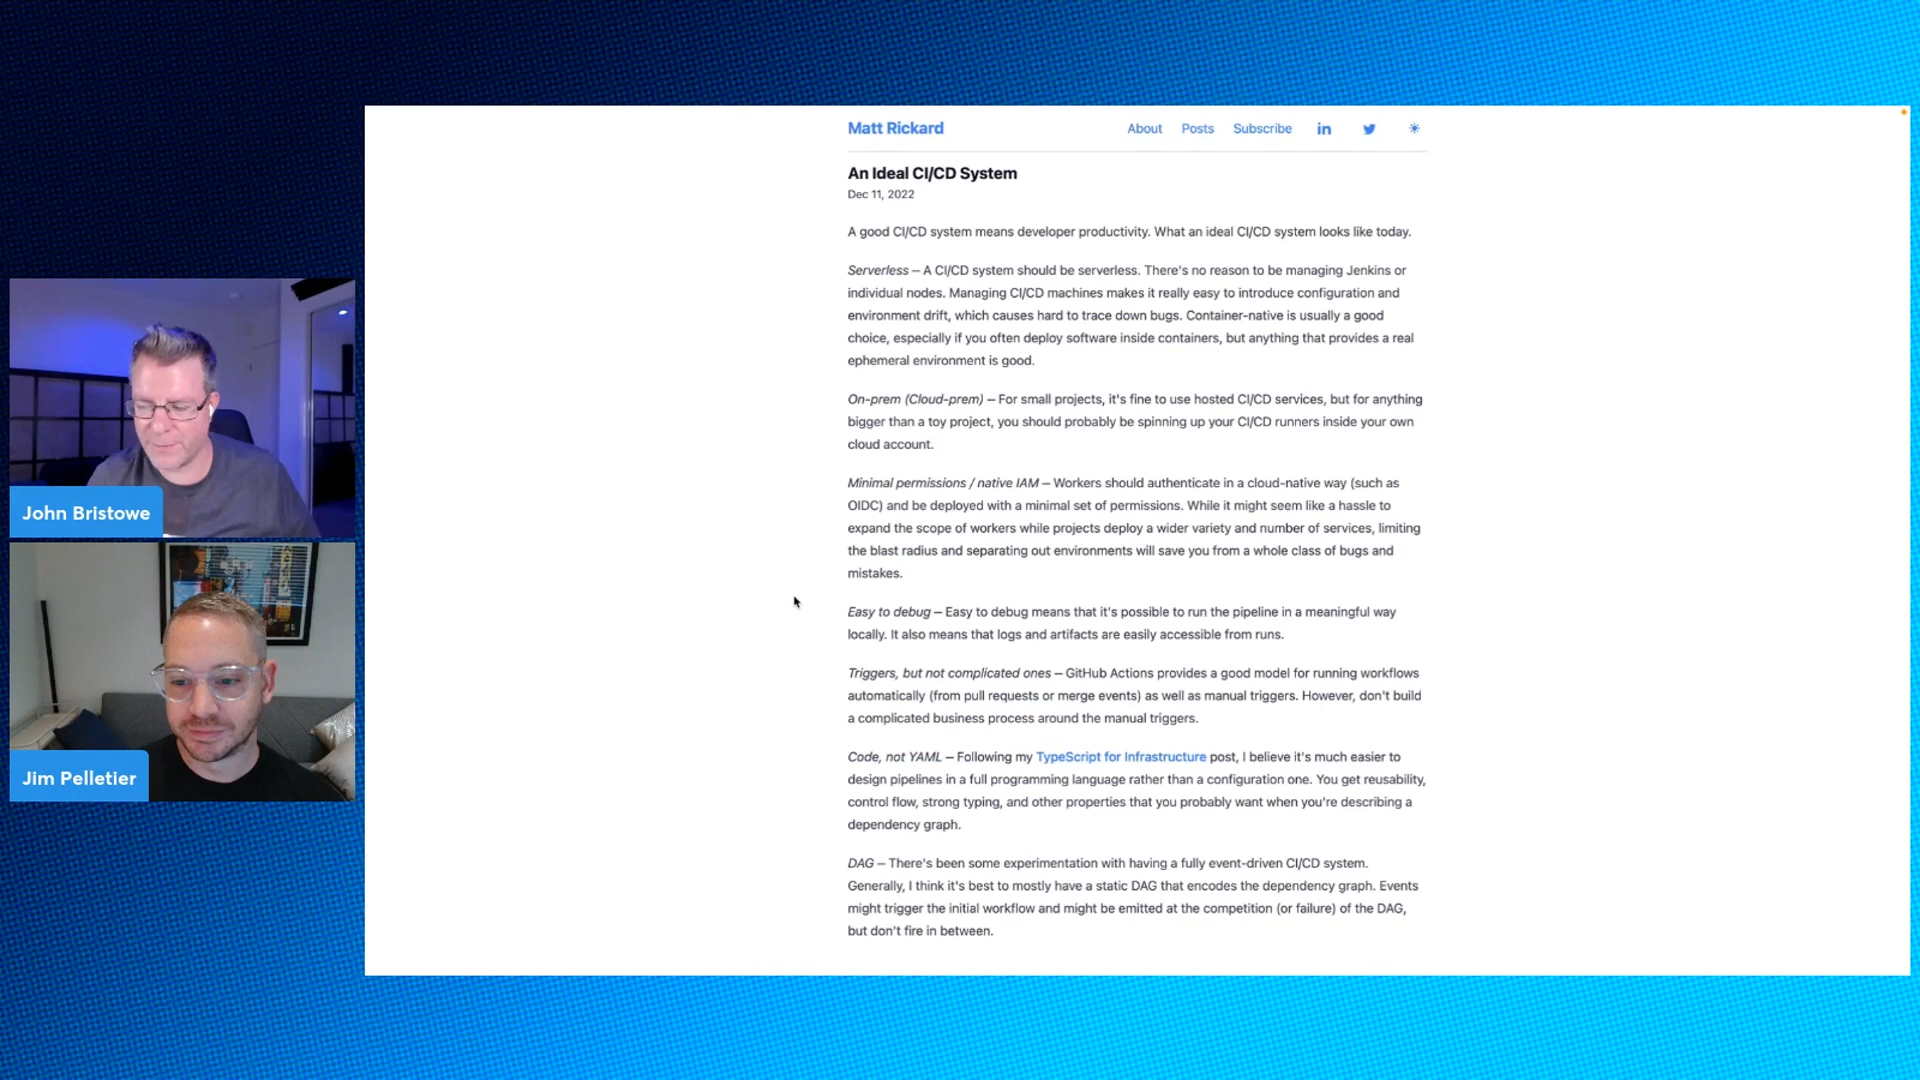 Matt Rickard
About Posts Subscribe in
An Ideal CI/CD System
Dec 11, 2022
A good CI/CD system means developer productivity. What an ideal CI/CD system looks like today.
Serverless — A CI/CD system should be serverless. There's no reason to be managing Jenkins or
individual nodes. Managing CI/CD machines makes it really easy to introduce configuration and
environment drift, which causes hard to trace down bugs. Container-native is usually a good
choice, especially if you often deploy software inside containers, but anything that provides a real
ephemeral environment is good.
On-prem (Cloud-prem) — For small projects, it's fine to use hosted CI/CD services, but for anything
bigger than a toy project, you should probably be spinning up your CI/CD runners inside your own
cloud account.
Minimal permissions / native IAM — Workers should authenticate in a cloud-native way (such as
OIDC) and be deployed with a minimal set of permissions. While it might seem like a hassle to
expand the scope of workers while projects deploy a wider variety and number of services, limiting
the blast radius and separating out environments will save you from a whole class of bugs and
mistakes.
Easy to debug — Easy to debug means that it's possible to run the pipeline in a meaningful way
locally. It also means that logs and artifacts are easily accessible from runs.
Triggers, but not complicated ones — GitHub Actions provides a good model for running workflows
automatically (from pull requests or merge events) as well as manual triggers. However, don't build
a complicated business process around the manual triggers.
Code, not YAML — Following my TypeScript for Infrastructure post, I believe it's much easier to
design pipelines in a full programming language rather than a configuration one. You get reusability,
control flow, strong typing, and other properties that you probably want when you're describing a
dependency graph.
DAG — There's been some experimentation with having a fully event-driven CI/CD system.
Generally, I think it's best to mostly have a static DAG that encodes the dependency graph. Events
might trigger the initial workflow and might be emitted at the competition (or failure) of the DAG,
but don't fire in between.
John Bristowe
Jim Pelletier